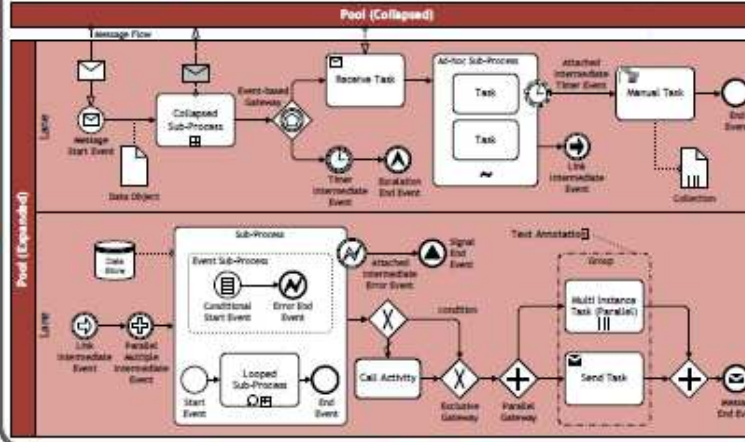 Pool (Collapsed)
Message Flow
Pool (Expanded)
Lane
Message
Start Event
Data Object
Collapsed
Sub-Process
Event-based
Gateway
Receive Task
Timer
Intermediate
Event
Escalation
End Event
Ad-hoc Sub-Process
Task
Task
Attached
Intermediate
Timer Event
Link
Intermediate
Event
Manual Task
End
Collection
Lane
Data
Store
Link
Intermediate
Event
Parallel
Multiple
Intermediate
Event
Sub-Process
Event Sub-Process
Conditional
Start Event
Error End
Event
Start
Event
Looped
Sub-Process
End
Event
Attached
Intermediate
Error Event
Signal
End
Event
condition
Call Activity
Exclusive
Gateway
Parallel
Gateway
Text Annotation
Group
Multi Instance
Task (Parallel)
Send Task